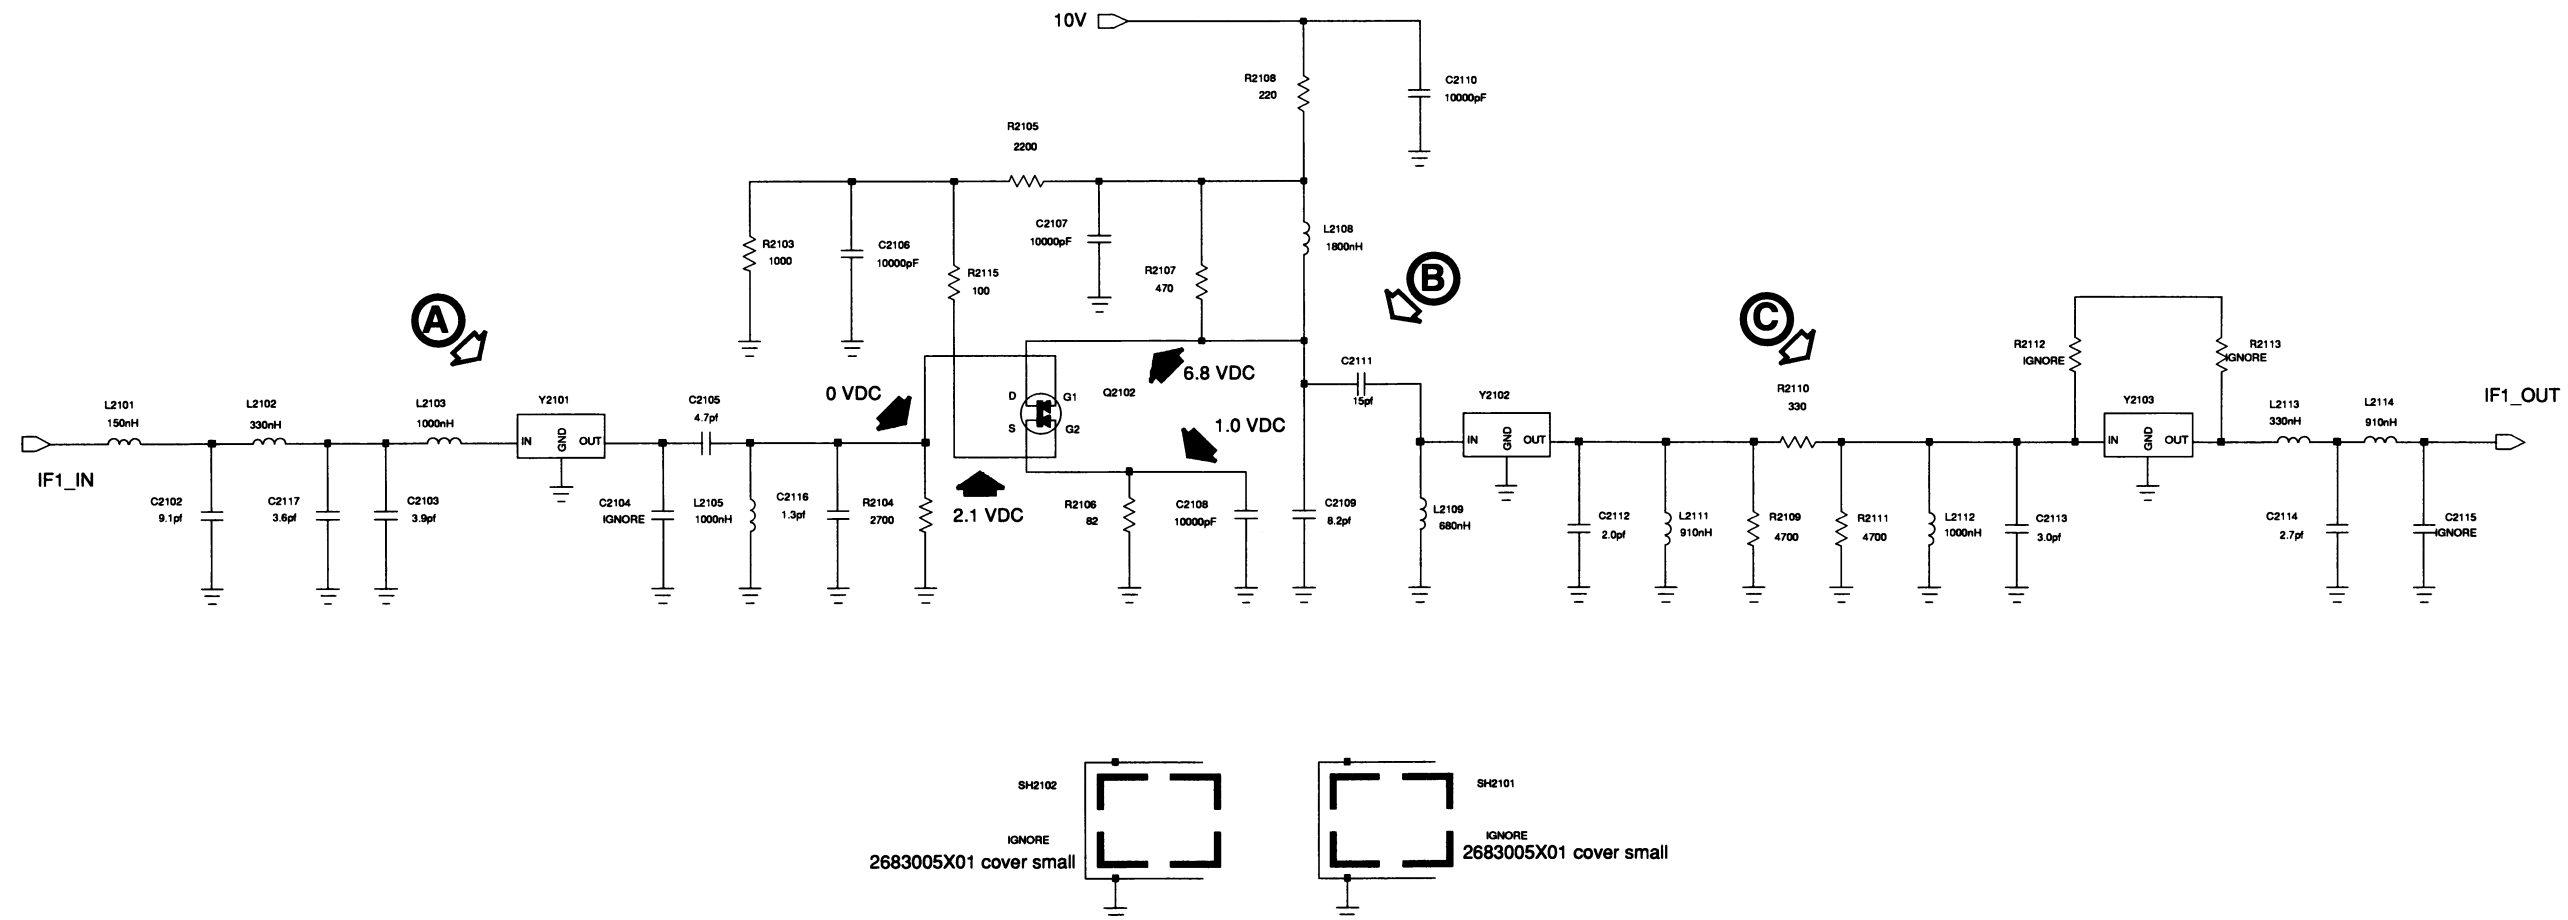 10V
R2108
220
C2110
10000pF
R2105
2200
R2103
1000
C2106
10000pF
R2115
100
C2107
10000pF
R2107
470
L2108
1800nH
A
B
C
6.8 VDC
0 VDC
1.0 VDC
2.1 VDC
D
S
G1
G2
Q2102
C2111
15pf
R2112
IGNORE
R2113
IGNORE
IF1_IN
L2101
150nH
L2102
330nH
L2103
1000nH
Y2101
IN
GND
OUT
C2105
4.7pf
C2102
9.1pf
C2117
3.6pf
C2103
3.9pf
C2104
IGNORE
L2105
1000nH
C2116
1.3pf
R2104
2700
R2106
82
C2108
10000pF
C2109
8.2pf
L2109
680nH
Y2102
IN
GND
OUT
R2110
330
C2112
2.0pf
L2111
910nH
R2109
4700
R2111
4700
L2112
1000nH
C2113
3.0pf
Y2103
IN
GND
OUT
L2113
330nH
L2114
910nH
IF1_OUT
C2114
2.7pf
C2115
IGNORE
SH2102
IGNORE
2683005X01 cover small
SH2101
IGNORE
2683005X01 cover small